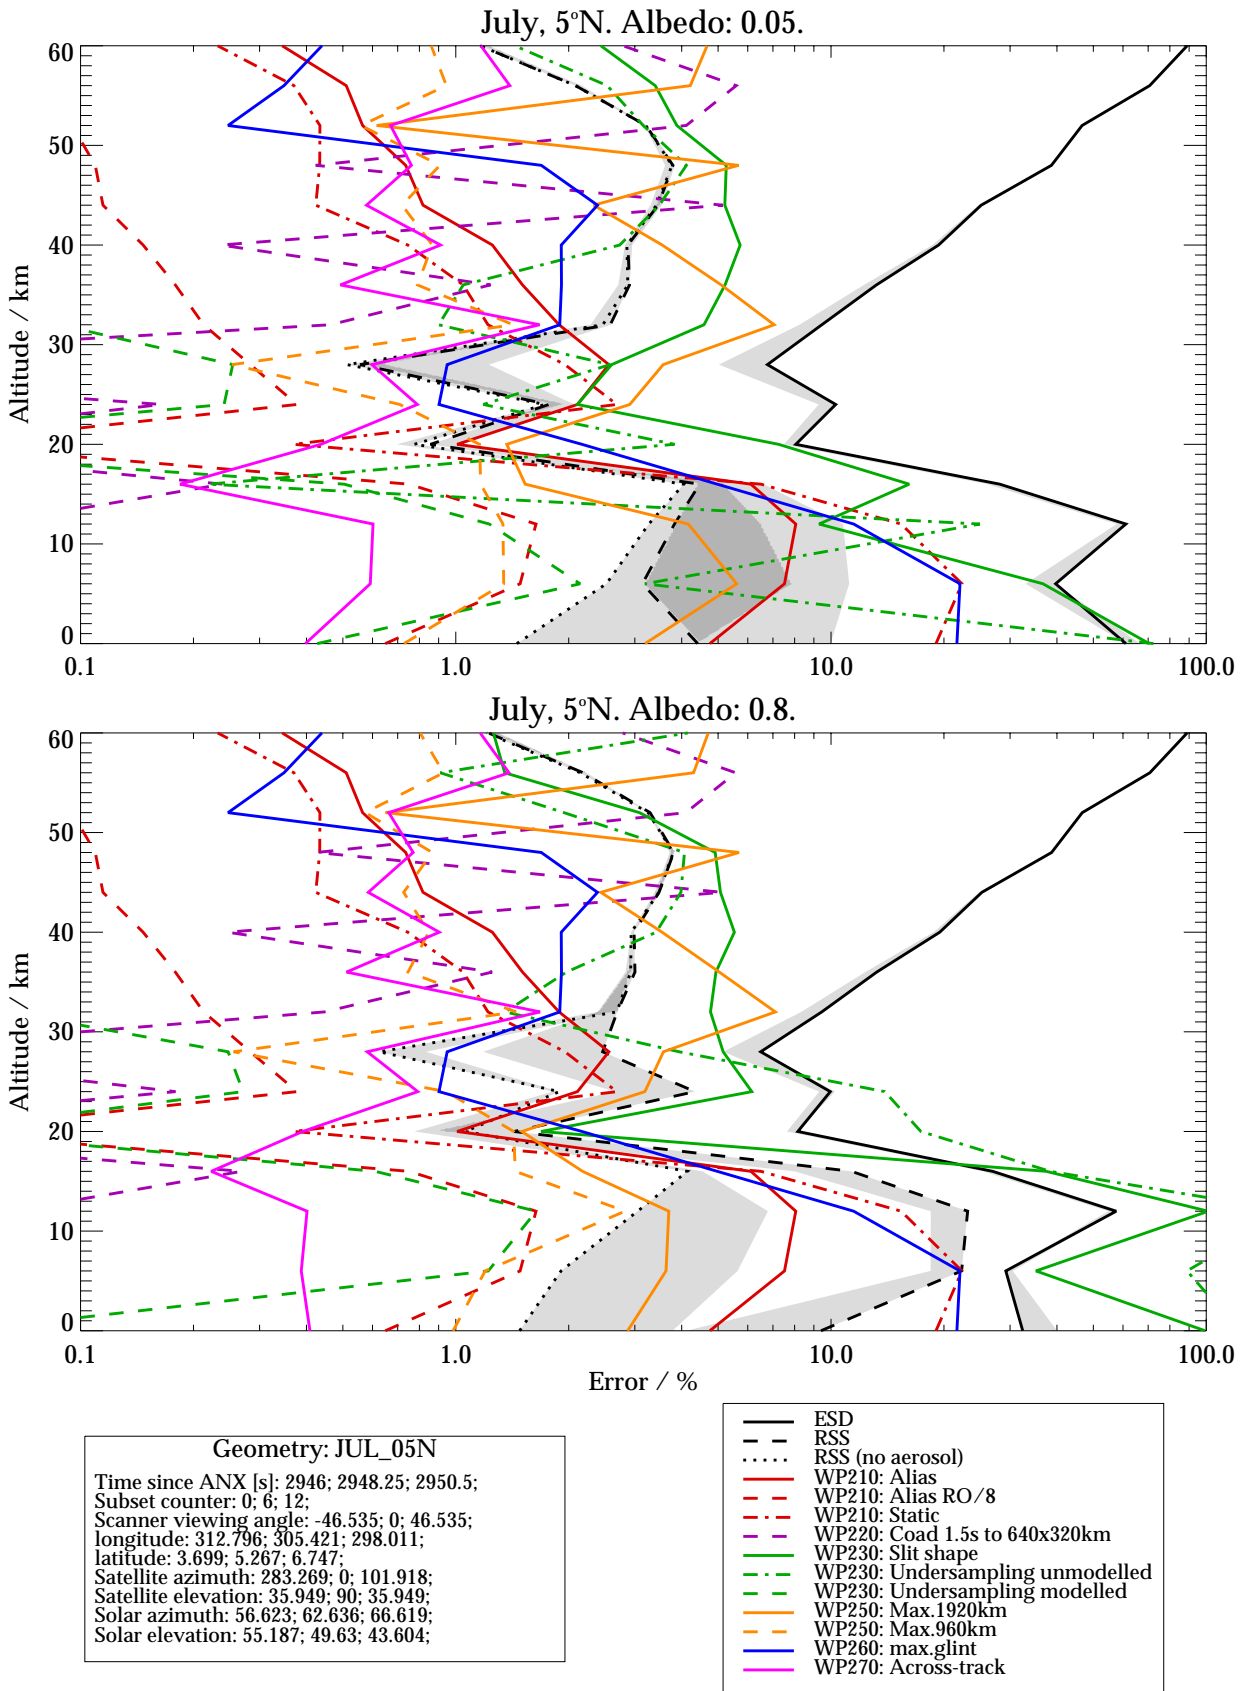 July, 5°N. Albedo: 0.05.
60
50
40
30
20
10
0
Altitude / km
0.1 1.0 10.0 100.0
July, 5°N. Albedo: 0.8.
60
50
40
30
20
10
0
Altitude / km
0.1 1.0 10.0 100.0
Error / %
Geometry: JUL_05N
Time since ANX [s]: 2946; 2948.25; 2950.5;
Subset counter: 0; 6; 12;
Scanner viewing angle: -46.535; 0; 46.535;
longitude: 312.796; 305.421; 298.011;
latitude: 3.699; 5.267; 6.747;
Satellite azimuth: 283.269; 0; 101.918;
Satellite elevation: 35.949; 90; 35.949;
Solar azimuth: 56.623; 62.636; 66.619;
Solar elevation: 55.187; 49.63; 43.604;
ESD
RSS
RSS (no aerosol)
WP210: Alias
WP210: Alias RO/8
WP210: Static
WP220: Coad 1.5s to 640x320km
WP230: Slit shape
WP230: Undersampling unmodelled
WP230: Undersampling modelled
WP250: Max.1920km
WP250: Max.960km
WP260: max.glint
WP270: Across-track